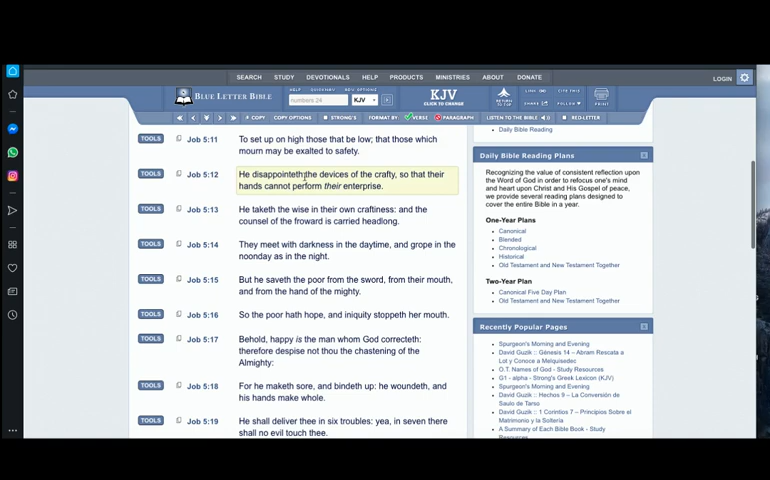 SEARCH STUDY DEVOTIONALS HELP PRODUCTS MINISTRIES ABOUT DONATE
LOGIN
BLUE LETTER BIBLE
HELP QUICKNAV ADV. OPTIONS
numbers 24 KJV
KJV
CLICK TO CHANGE
RETURN TO TOP
LINK
CITE THIS
SHARE
FOLLOW
PRINT
COPY COPY OPTIONS STRONG'S FORMAT BY VERSE PARAGRAPH LISTEN TO THE BIBLE RED-LETTER
TOOLS Job 5:11 To set up on high those that be low; that those which
mourn may be exalted to safety.
TOOLS Job 5:12 He disappointeth the devices of the crafty, so that their
hands cannot perform their enterprise.
TOOLS Job 5:13 He taketh the wise in their own craftiness: and the
counsel of the froward is carried headlong.
TOOLS Job 5:14 They meet with darkness in the daytime, and grope in the
noonday as in the night.
TOOLS Job 5:15 But he saveth the poor from the sword, from their mouth,
and from the hand of the mighty.
TOOLS Job 5:16 So the poor hath hope, and iniquity stoppeth her mouth.
TOOLS Job 5:17 Behold, happy is the man whom God correcteth:
therefore despise not thou the chastening of the
Almighty:
TOOLS Job 5:18 For he maketh sore, and bindeth up: he woundeth, and
his hands make whole.
TOOLS Job 5:19 He shall deliver thee in six troubles: yea, in seven there
shall no evil touch thee.
Daily Bible Reading
Daily Bible Reading Plans
Recognizing the value of consistent reflection upon
the Word of God in order to refocus one's mind
and heart upon Christ and His Gospel of peace,
we provide several reading plans designed to
cover the entire Bible in a year.
One-Year Plans
Canonical
Blended
Chronological
Historical
Old Testament and New Testament Together
Two-Year Plan
Canonical Five Day Plan
Old Testament and New Testament Together
Recently Popular Pages
Spurgeon's Morning and Evening
David Guzik :: Génesis 14 – Abram Rescata a
Lot y Conoce a Melquisedec
O.T. Names of God - Study Resources
G1 - alpha - Strong's Greek Lexicon (KJV)
Spurgeon's Morning and Evening
David Guzik :: Hechos 9 – La Conversión de
Saulo de Tarso
David Guzik :: 1 Corintios 7 – Principios Sobre el
Matrimonio y la Soltería
A Summary of Each Bible Book - Study
Resources